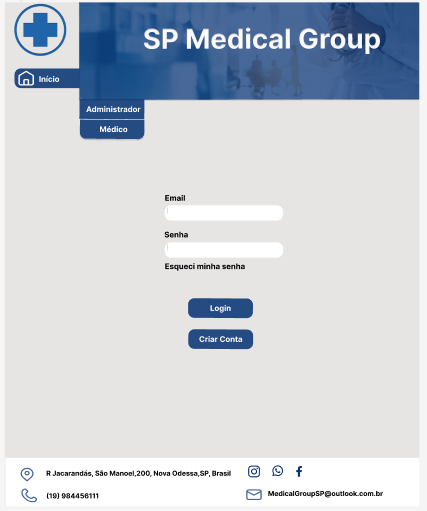 SP Medical Group
Início
Administrador
Médico
Email
Senha
Esqueci minha senha
Login
Criar Conta
R Jacarandás, São Manoel,200, Nova Odessa,SP, Brasil
(19) 984456111
MedicalGroupSP@outlook.com.br